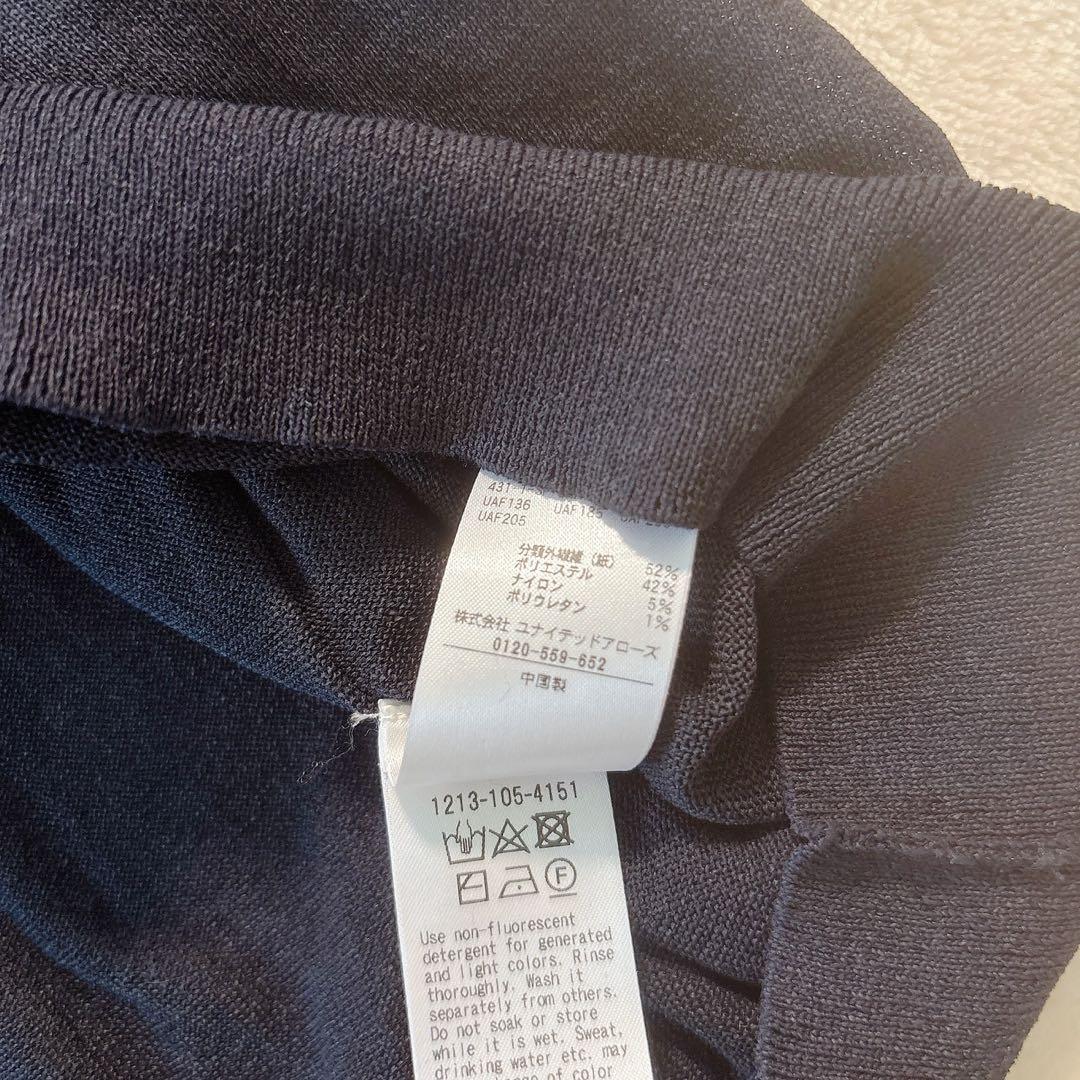 UAF136 UAF185
UAF205
分類外繊維(紙) 52%
ポリエステル 42%
ナイロン 5%
ポリウレタン 1%
株式会社 ユナイテッドアローズ
0120-559-652
中国製
1213-105-4151
F
Use non-fluorescent
detergent for generated
and light colors. Rinse
thoroughly. Wash it
separately from others.
Do not soak or store
while it is wet. Sweat,
drinking water etc. may
of color